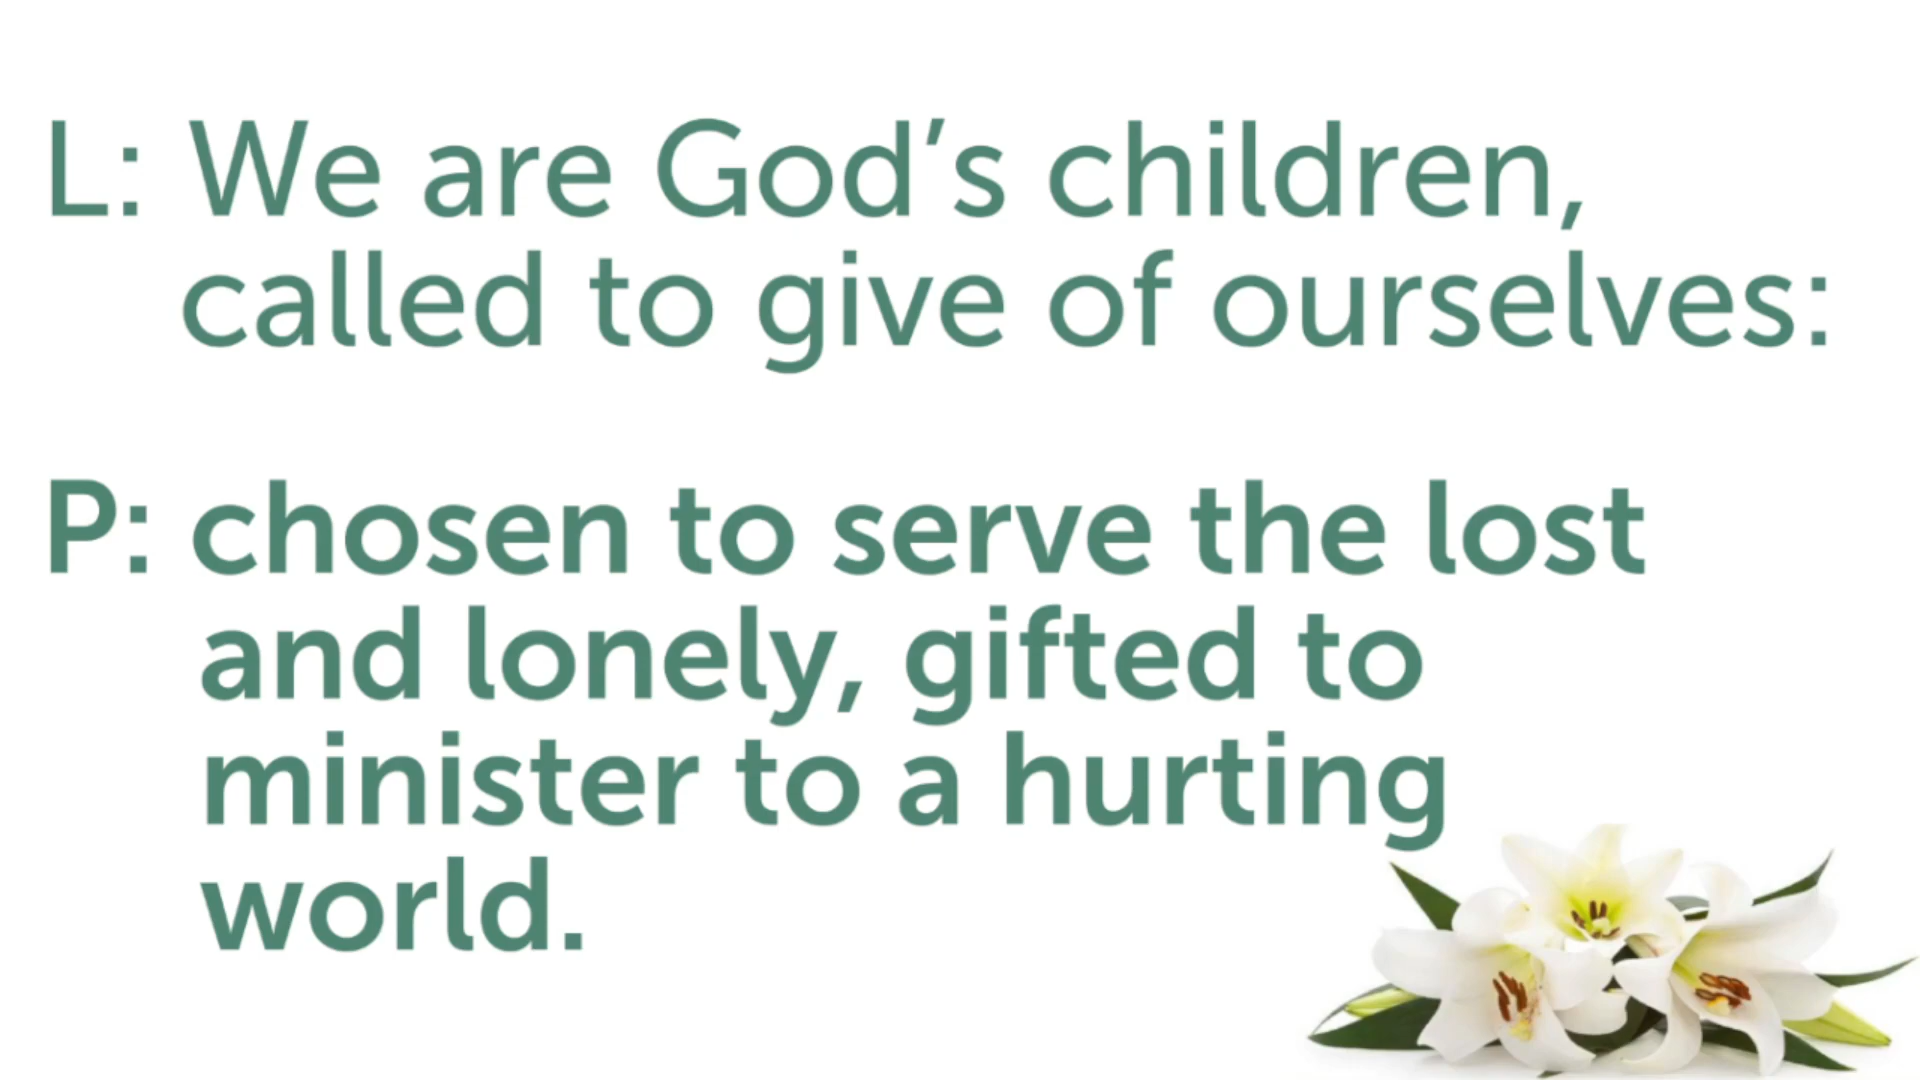 L: We are God’s children,
called to give of ourselves:
P: chosen to serve the lost
and lonely, gifted to
minister to a hurting
world.